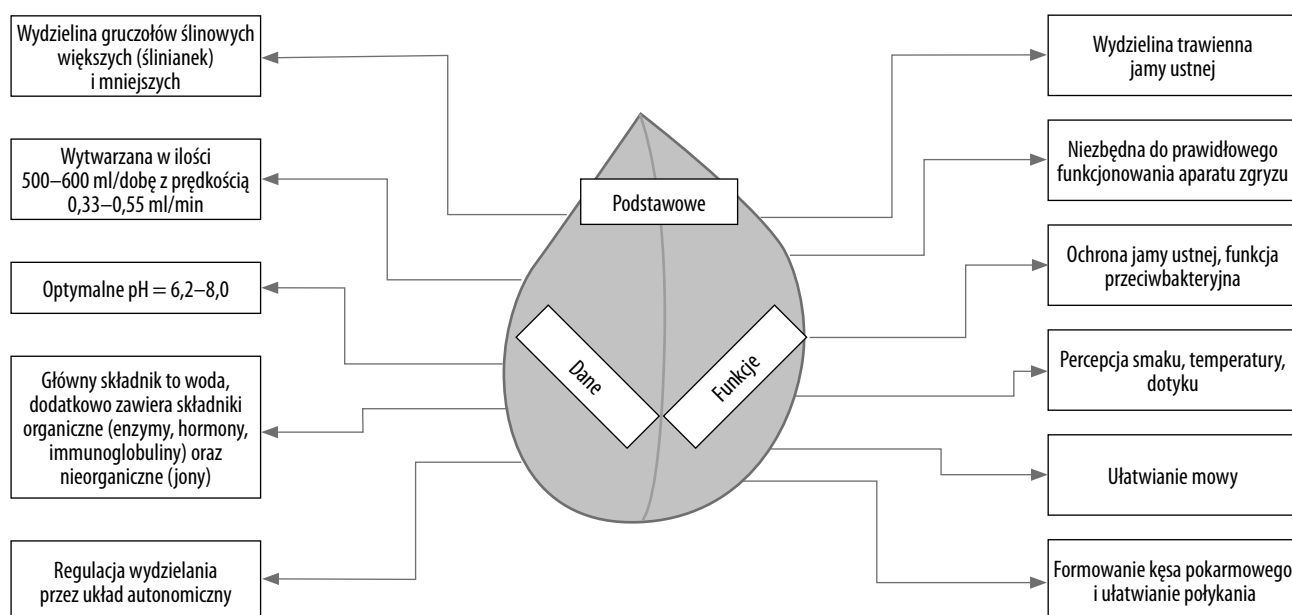 Wydzielina gruczołów ślinowych
większych (ślinianek)
i mniejszych
Wytwarzana w ilości
500–600 ml/dobę z prędkością
0,33–0,55 ml/min
Optymalne pH = 6,2–8,0
Główny składnik to woda,
dodatkowo zawiera składniki
organiczne (enzymy, hormony,
immunoglobuliny) oraz
nieorganiczne (jony)
Regulacja wydzielania
przez układ autonomiczny
Podstawowe
Dane
Funkcje
Wydzielina trawienna
jamy ustnej
Niezbędna do prawidłowego
funkcjonowania aparatu zgryzu
Ochrona jamy ustnej, funkcja
przeciwbakteryjna
Percepcja smaku, temperatury,
dotyku
Ułatwianie mowy
Formowanie kęsa pokarmowego
i ułatwianie połykania